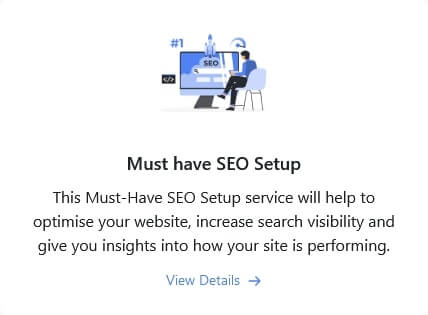 #1
SEO
</>
Must have SEO Setup
This Must-Have SEO Setup service will help to
optimise your website, increase search visibility and
give you insights into how your site is performing.
View Details →